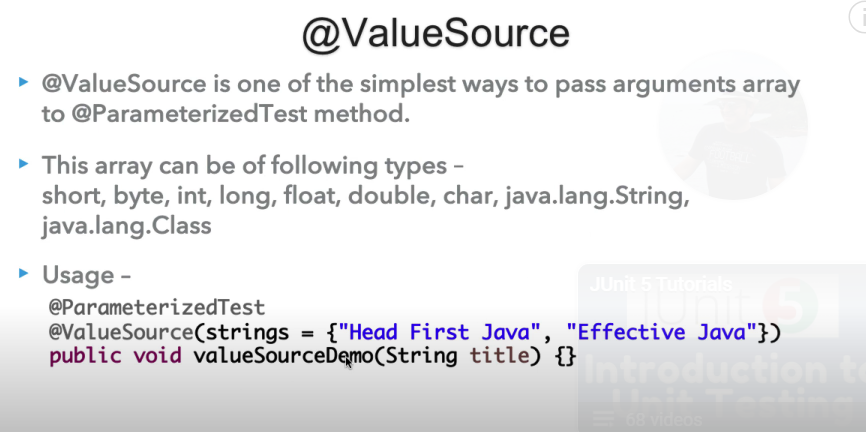 @ValueSource
▸ @ValueSource is one of the simplest ways to pass arguments array
to @ParameterizedTest method.
▸ This array can be of following types –
short, byte, int, long, float, double, char, java.lang.String,
java.lang.Class
▸ Usage –
@ParameterizedTest
@ValueSource(strings = {"Head First Java", "Effective Java"})
public void valueSourceDemo(String title) {}
JUnit 5 Tutorials
JUnit 5
Introduction to
Unit Testing
68 videos